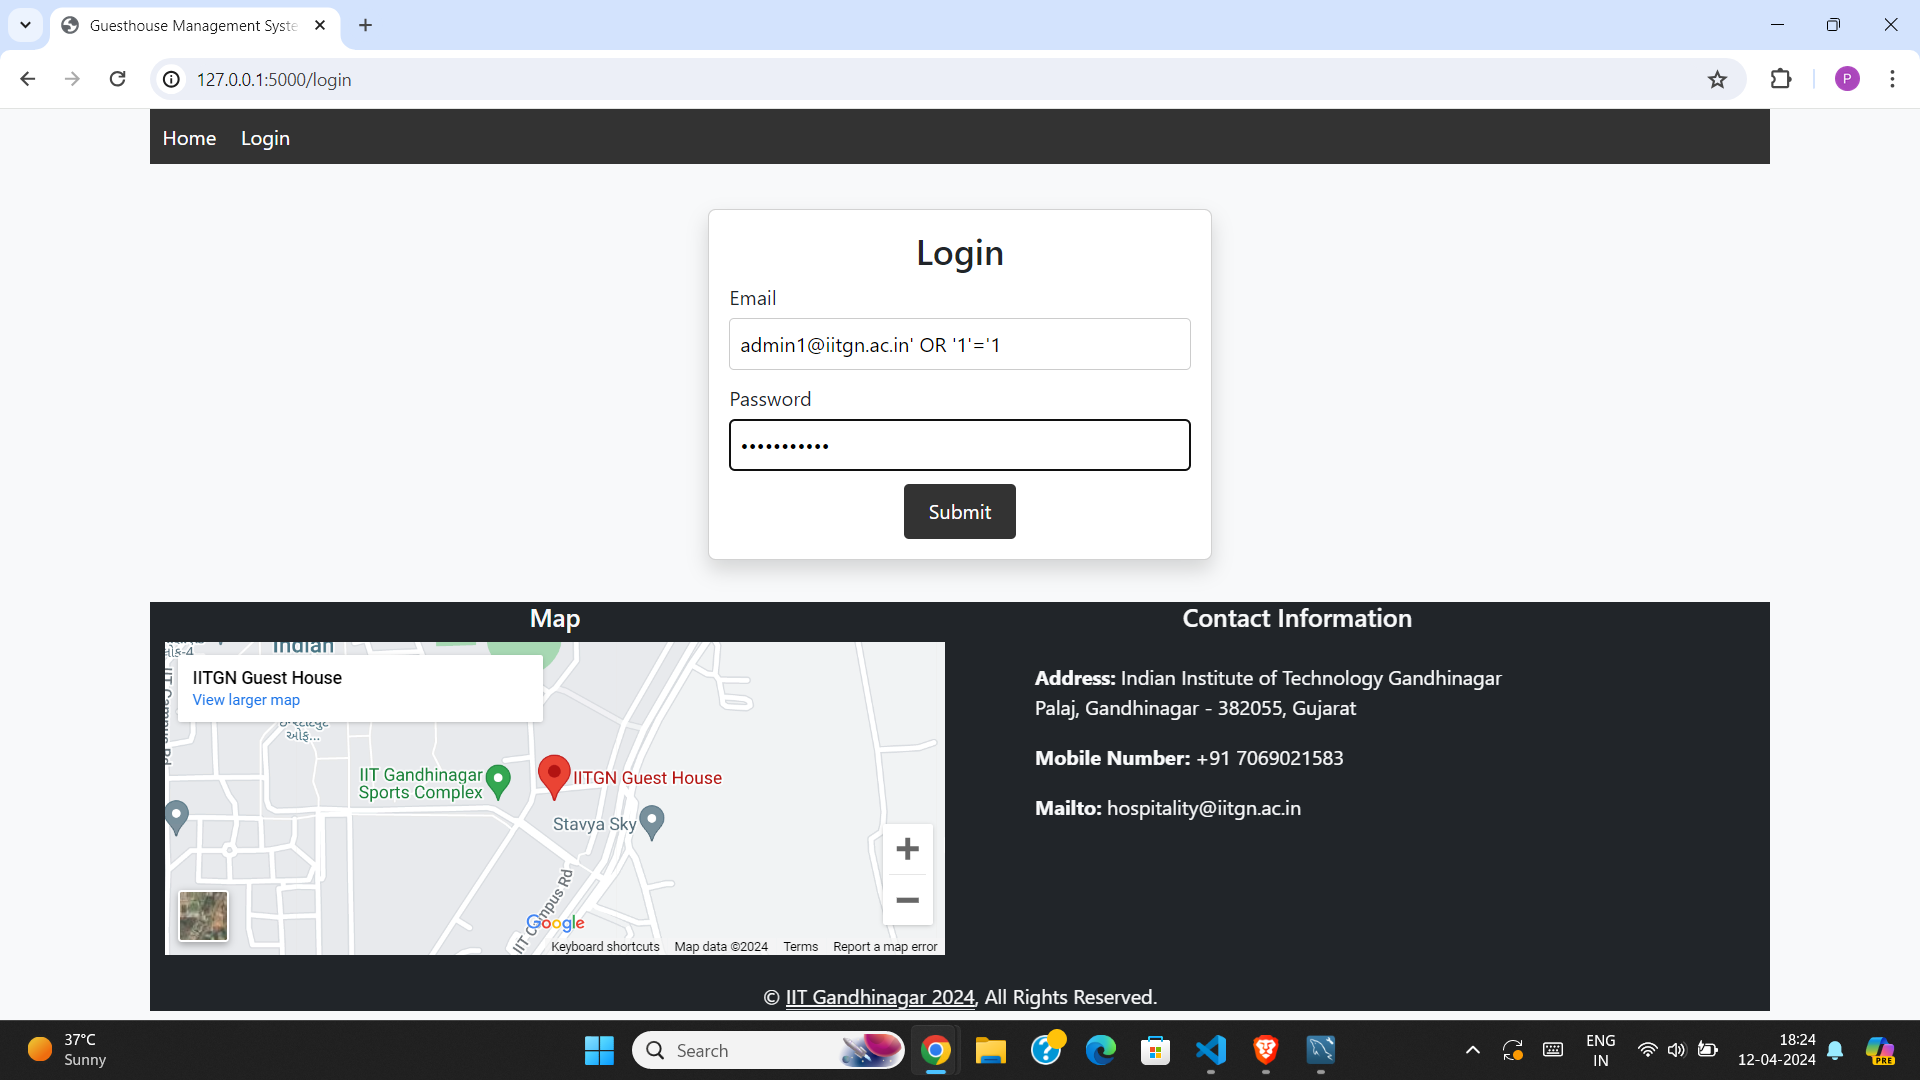 Guesthouse Management Syste
127.0.0.1:5000/login
P
Home Login
Login
Email
admin1@iitgn.ac.in' OR '1'='1
Password
•••••••••••
Submit
Map
Indian
IITGN Guest House
View larger map
IIT Gandhinagar
Sports Complex
IITGN Guest House
Stavya Sky
IIT Campus Rd
Google
Keyboard shortcuts Map data ©2024 Terms Report a map error
Contact Information
Address: Indian Institute of Technology Gandhinagar
Palaj, Gandhinagar - 382055, Gujarat
Mobile Number: +91 7069021583
Mailto: hospitality@iitgn.ac.in
© IIT Gandhinagar 2024, All Rights Reserved.
37°C
Sunny
Search
ENG
IN
18:24
12-04-2024
PRE